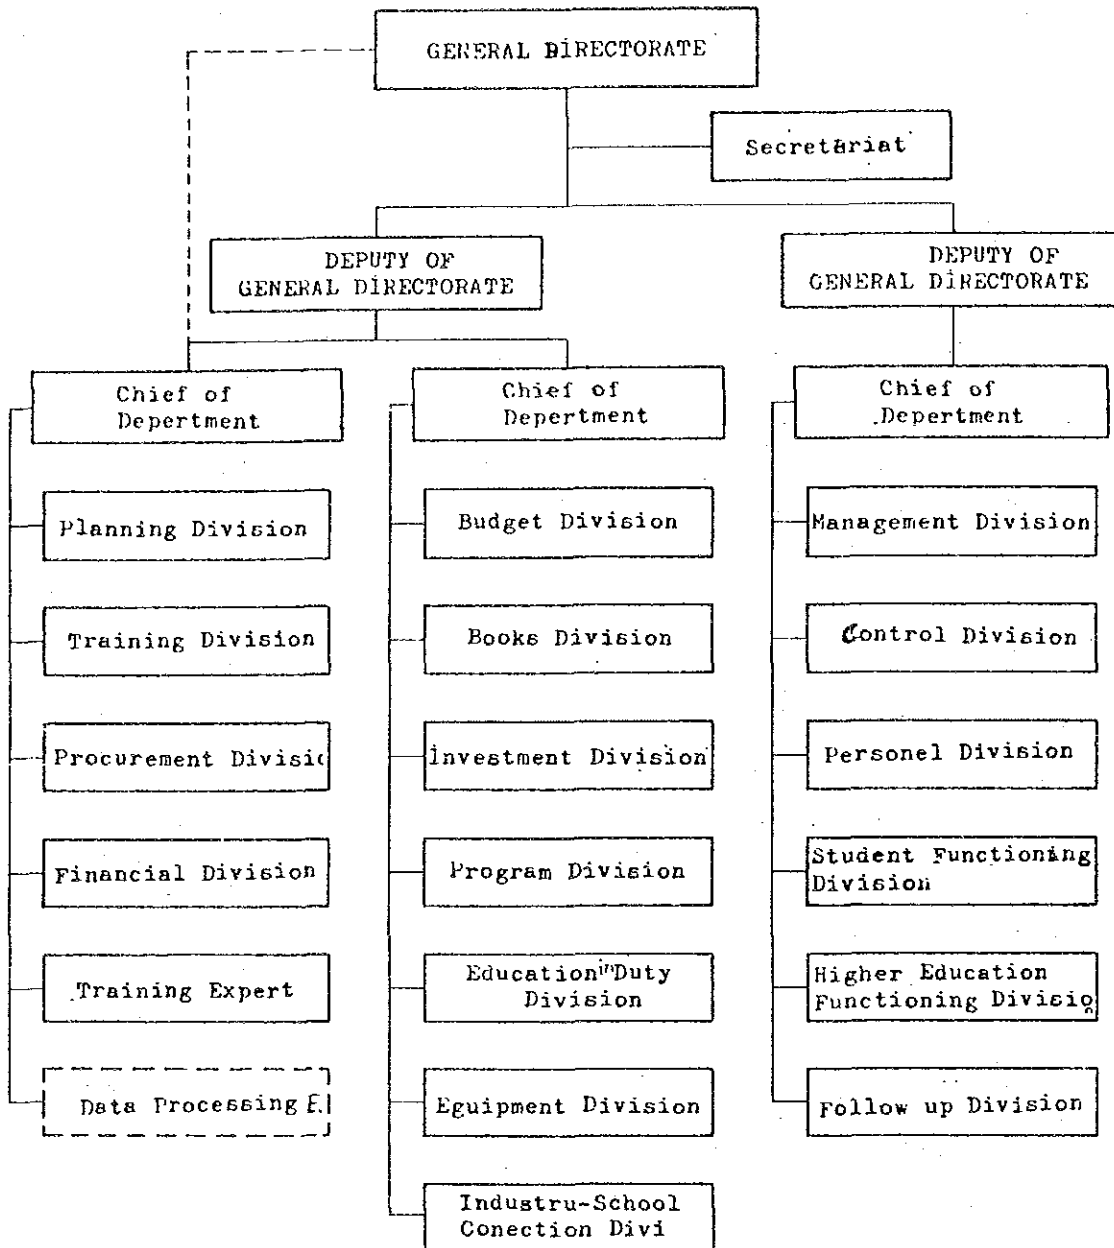 GENERAL DİRECTORATE
Secretariat
DEPUTY OF
GENERAL DİRECTORATE
DEPUTY OF
GENERAL DİRECTORATE
Chief of
Depertment
Chief of
Depertment
Chief of
Depertment
Planning Division
Training Division
Procurement Divisic
Financial Division
Training Expert
Data Processing E.
Budget Division
Books Division
İnvestment Division
Program Division
Education in Duty
Division
Eguipment Division
Industru-School
Conection Divi
Management Division
Control Division
Personel Division
Student Functioning
Division
Higher Education
Functioning Divisio
Follow up Division